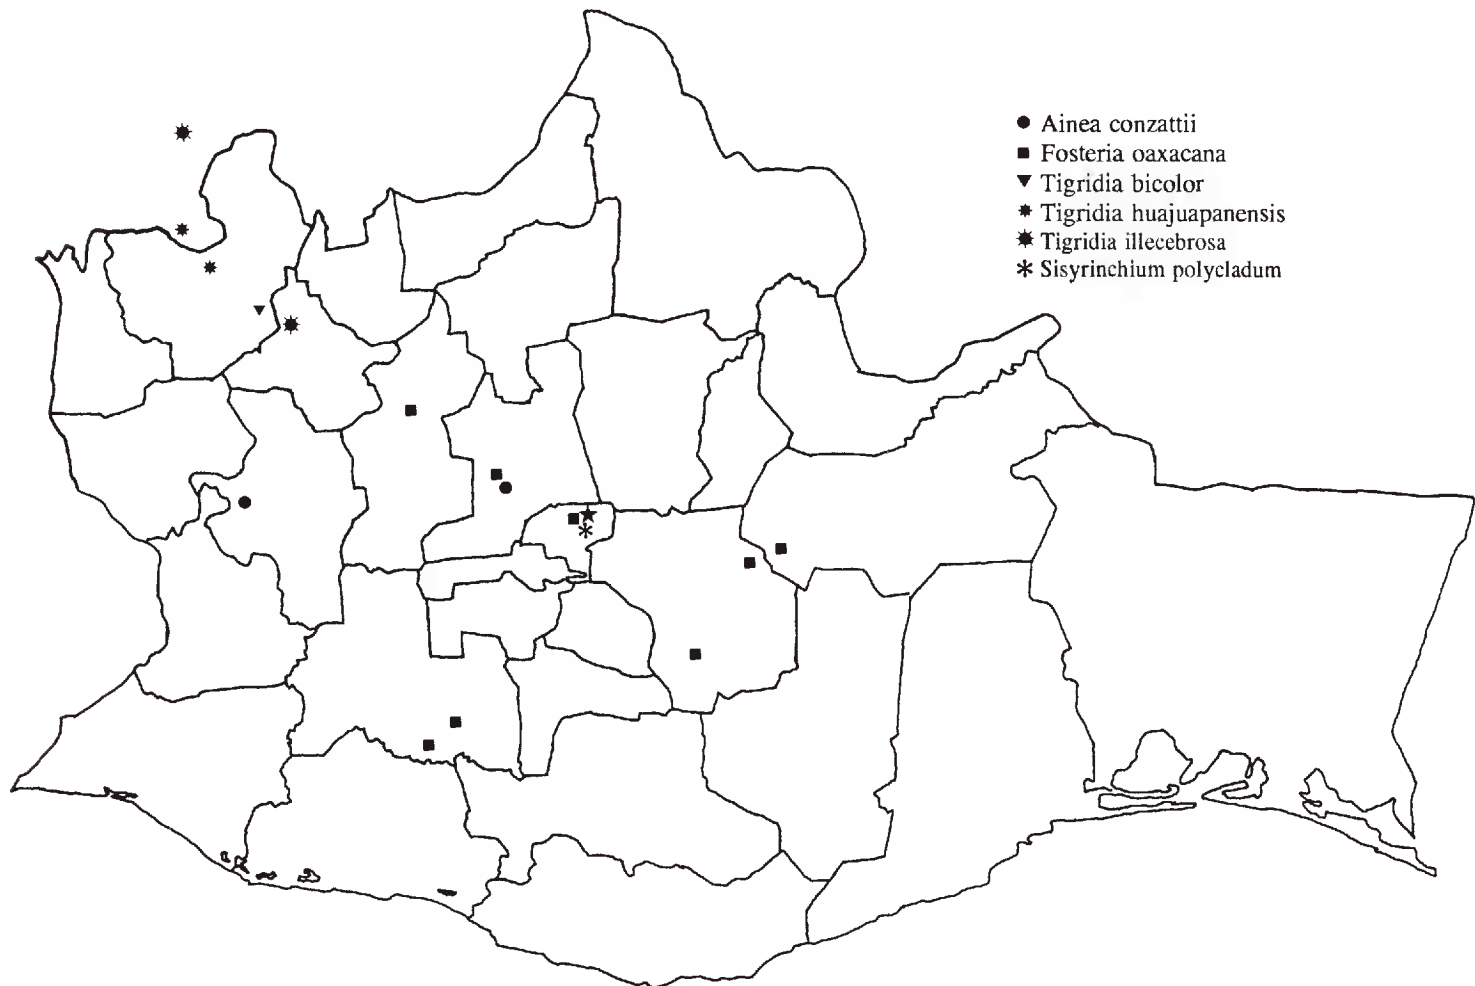 Ainea conzattii
Fosteria oaxacana
Tigridia bicolor
Tigridia huajuapanensis
Tigridia illecebrosa
Sisyrinchium polycladum